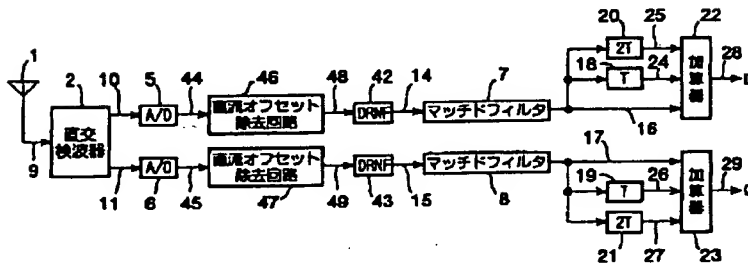 1
2
直交
検波器
9
10
11
5
A/D
44
6
A/D
45
46
直流オフセット
除去回路
48
47
直流オフセット
除去回路
49
42
DRNF
14
43
DRNF
15
7
マッチドフィルタ
マッチドフィルタ
8
20
2T
25
18
T
24
16
22
加算器
28
17
19
T
26
21
2T
27
加算器
23
29